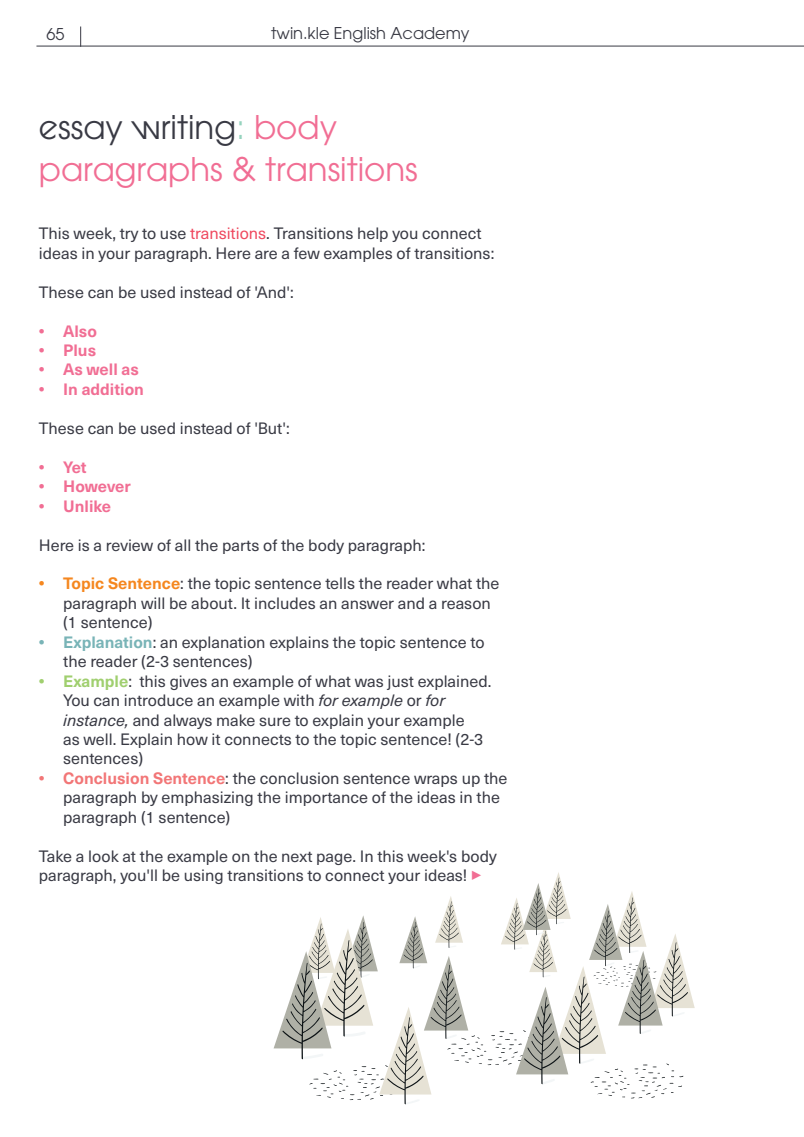 65
twin.kle English Academy
essay writing: body
paragraphs & transitions
This week, try to use transitions. Transitions help you connect
ideas in your paragraph. Here are a few examples of transitions:
These can be used instead of 'And':
• Also
• Plus
• As well as
• In addition
These can be used instead of 'But':
• Yet
• However
• Unlike
Here is a review of all the parts of the body paragraph:
• Topic Sentence: the topic sentence tells the reader what the
paragraph will be about. It includes an answer and a reason
(1 sentence)
• Explanation: an explanation explains the topic sentence to
the reader (2-3 sentences)
• Example: this gives an example of what was just explained.
You can introduce an example with for example or for
instance, and always make sure to explain your example
as well. Explain how it connects to the topic sentence! (2-3
sentences)
• Conclusion Sentence: the conclusion sentence wraps up the
paragraph by emphasizing the importance of the ideas in the
paragraph (1 sentence)
Take a look at the example on the next page. In this week's body
paragraph, you'll be using transitions to connect your ideas! ▶